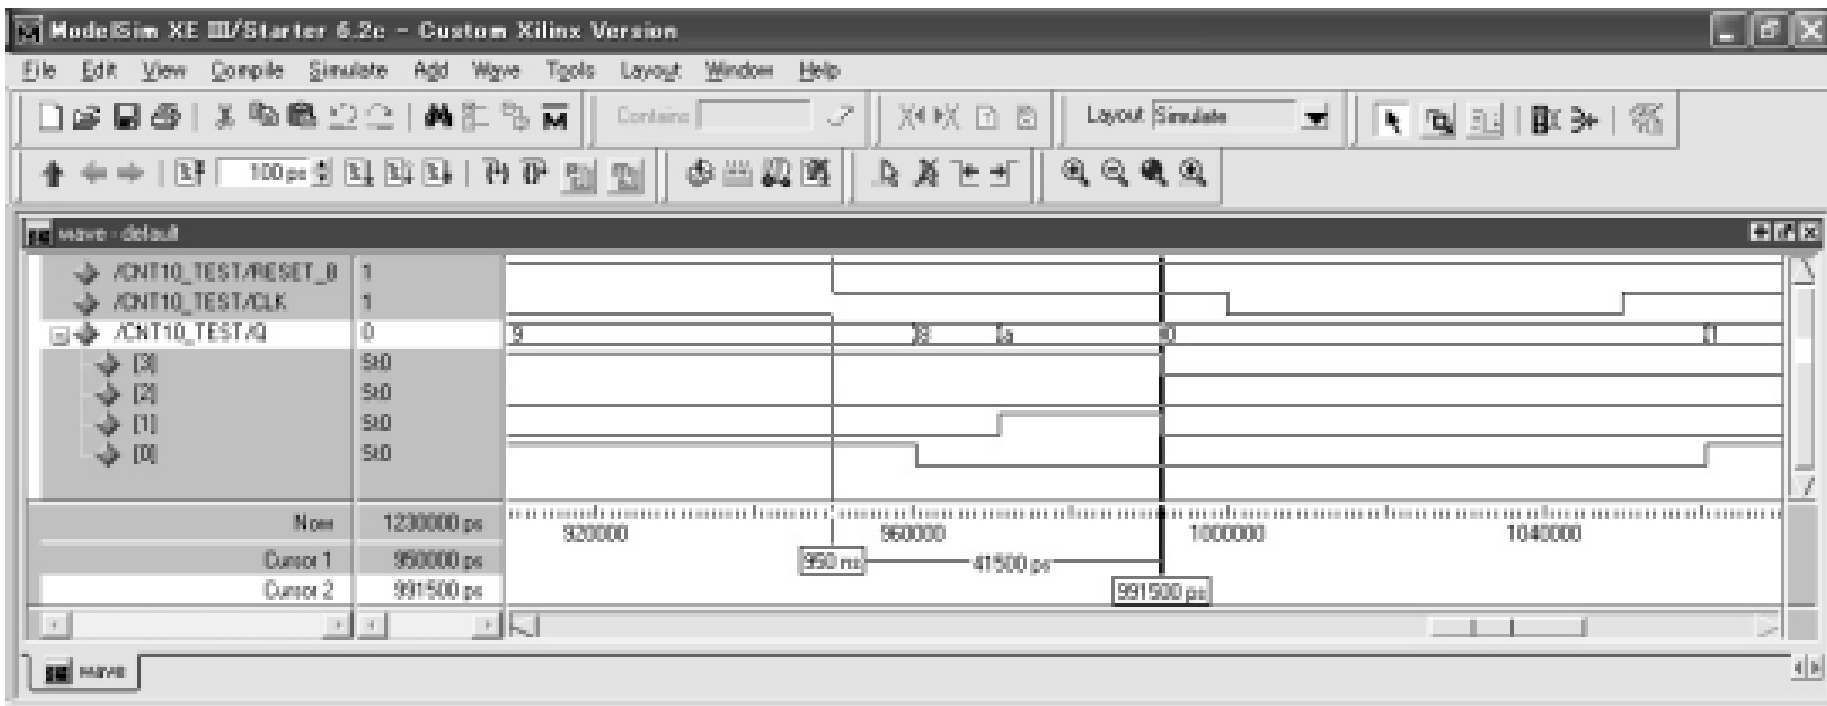 ModelSim XE III/Starter 6.2c - Custom Xilinx Version
File Edit View Compile Simulate Add Wave Tools Layout Window Help
Contains Layout Simulate
100 ps
wave - default
/CNT10_TEST/RESET_B 1
/CNT10_TEST/CLK 1
/CNT10_TEST/Q 0 9 8 a 0 1
[3] St0
[2] St0
[1] St0
[0] St0
Now 1230000 ps 920000 960000 1000000 1040000
Cursor 1 950000 ps 950 ns 41500 ps
Cursor 2 991500 ps 991500 ps
wave